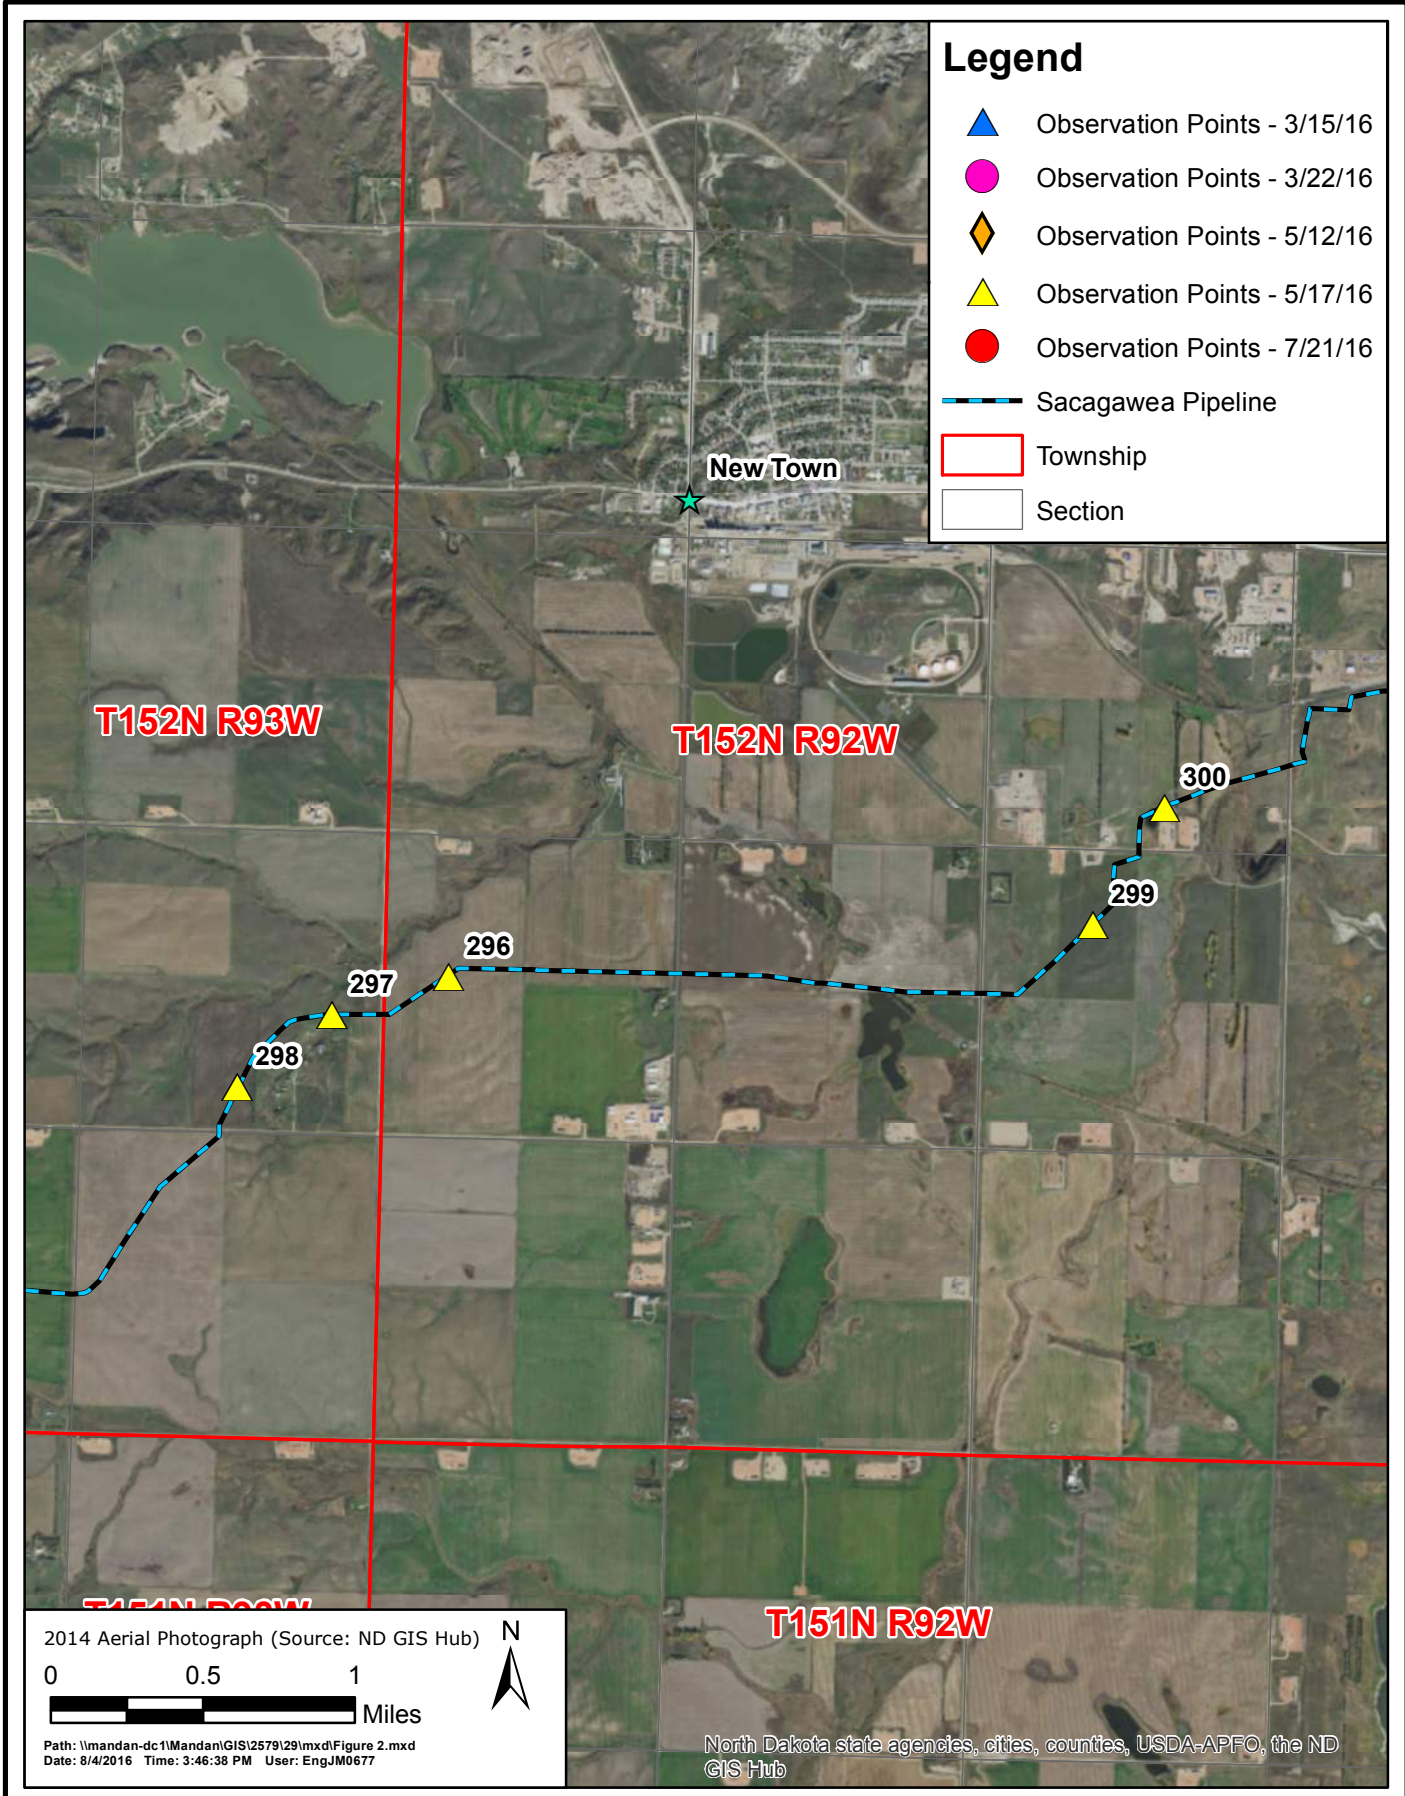 Legend
Observation Points - 3/15/16
Observation Points - 3/22/16
Observation Points - 5/12/16
Observation Points - 5/17/16
Observation Points - 7/21/16
Sacagawea Pipeline
Township
Section
New Town
T152N R93W
T152N R92W
300
299
296
297
298
T151N R93W
T151N R92W
2014 Aerial Photograph (Source: ND GIS Hub)
N
0 0.5 1
Miles
Path: \\mandan-dc1\Mandan\GIS\2579\29\mxd\Figure 2.mxd
Date: 8/4/2016 Time: 3:46:38 PM User: EngJM0677
North Dakota state agencies, cities, counties, USDA-APFO, the ND
GIS Hub